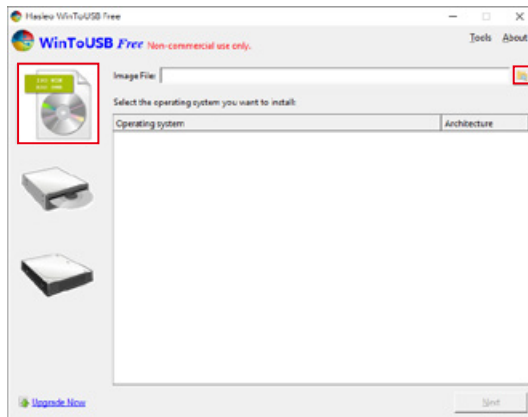 Hasleo WinToUSB Free
WinToUSB Free Non-commercial use only.
Tools About
Image File:
Select the operating system you want to install:
Operating system Architecture
Upgrade Now
Next